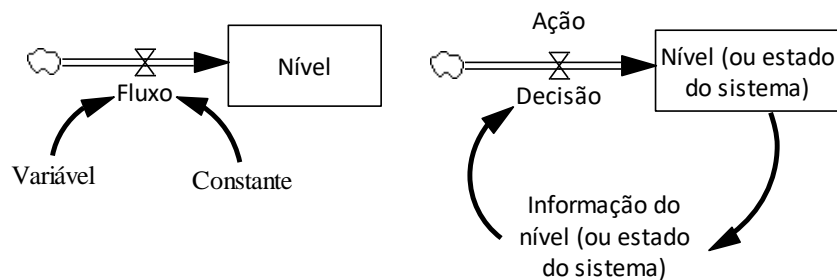 Nível
Fluxo
Variável
Constante
Ação
Decisão
Nível (ou estado
do sistema)
Informação do
nível (ou estado
do sistema)